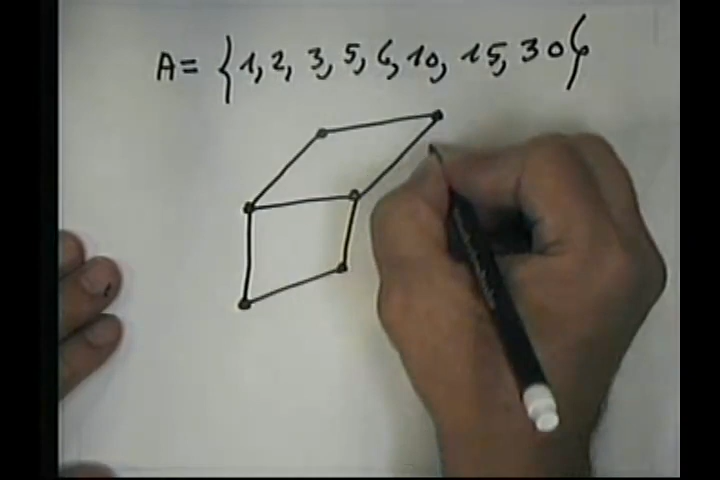 A = {1, 2, 3, 5, 6, 10, 15, 30}